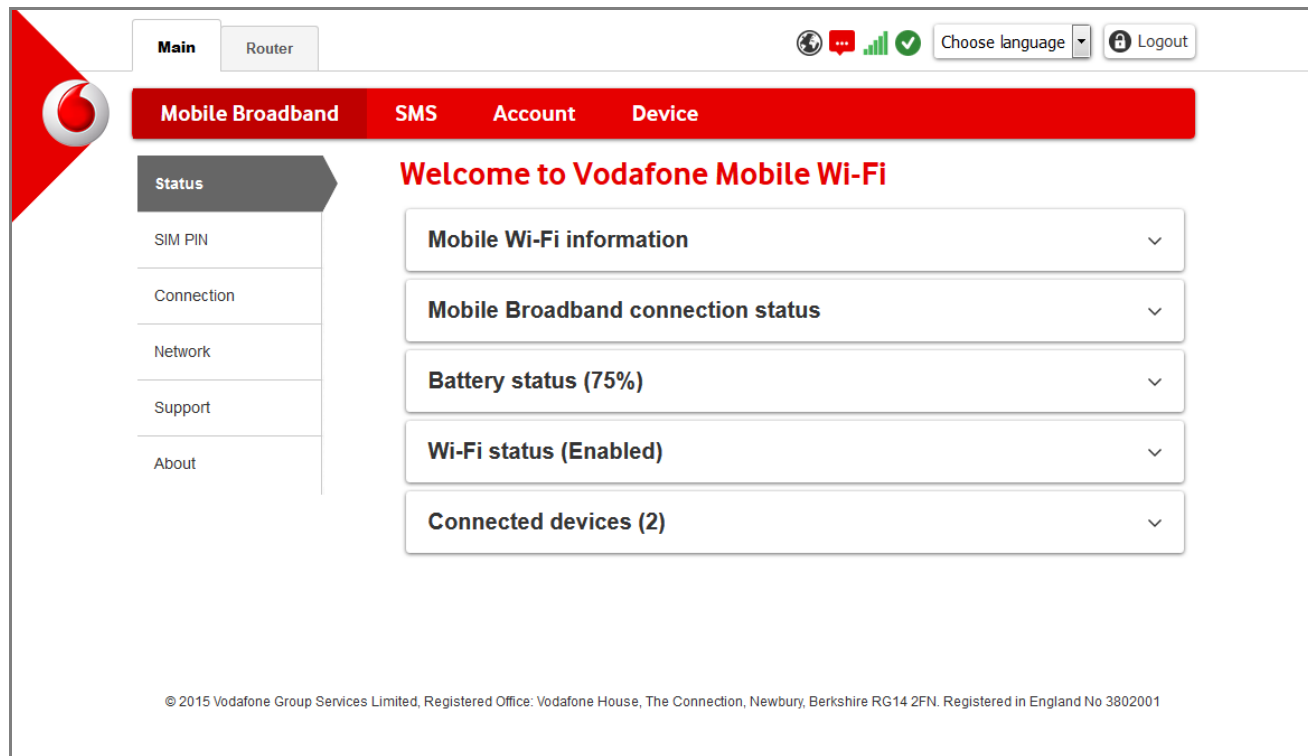 Main
Router
Choose language
Logout
Mobile Broadband
SMS
Account
Device
Status
SIM PIN
Connection
Network
Support
About
Welcome to Vodafone Mobile Wi-Fi
Mobile Wi-Fi information
Mobile Broadband connection status
Battery status (75%)
Wi-Fi status (Enabled)
Connected devices (2)
© 2015 Vodafone Group Services Limited, Registered Office: Vodafone House, The Connection, Newbury, Berkshire RG14 2FN. Registered in England No 3802001